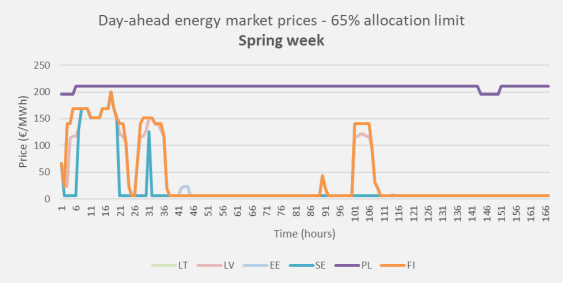 Day-ahead energy market prices - 65% allocation limit
Spring week
Price (€/MWh)
250
200
150
100
50
0
1 6 11 16 21 26 31 36 41 46 51 56 61 66 71 76 81 86 91 96 101 106 111 116 121 126 131 136 141 146 151 156 161 166
Time (hours)
LT LV EE SE PL FI